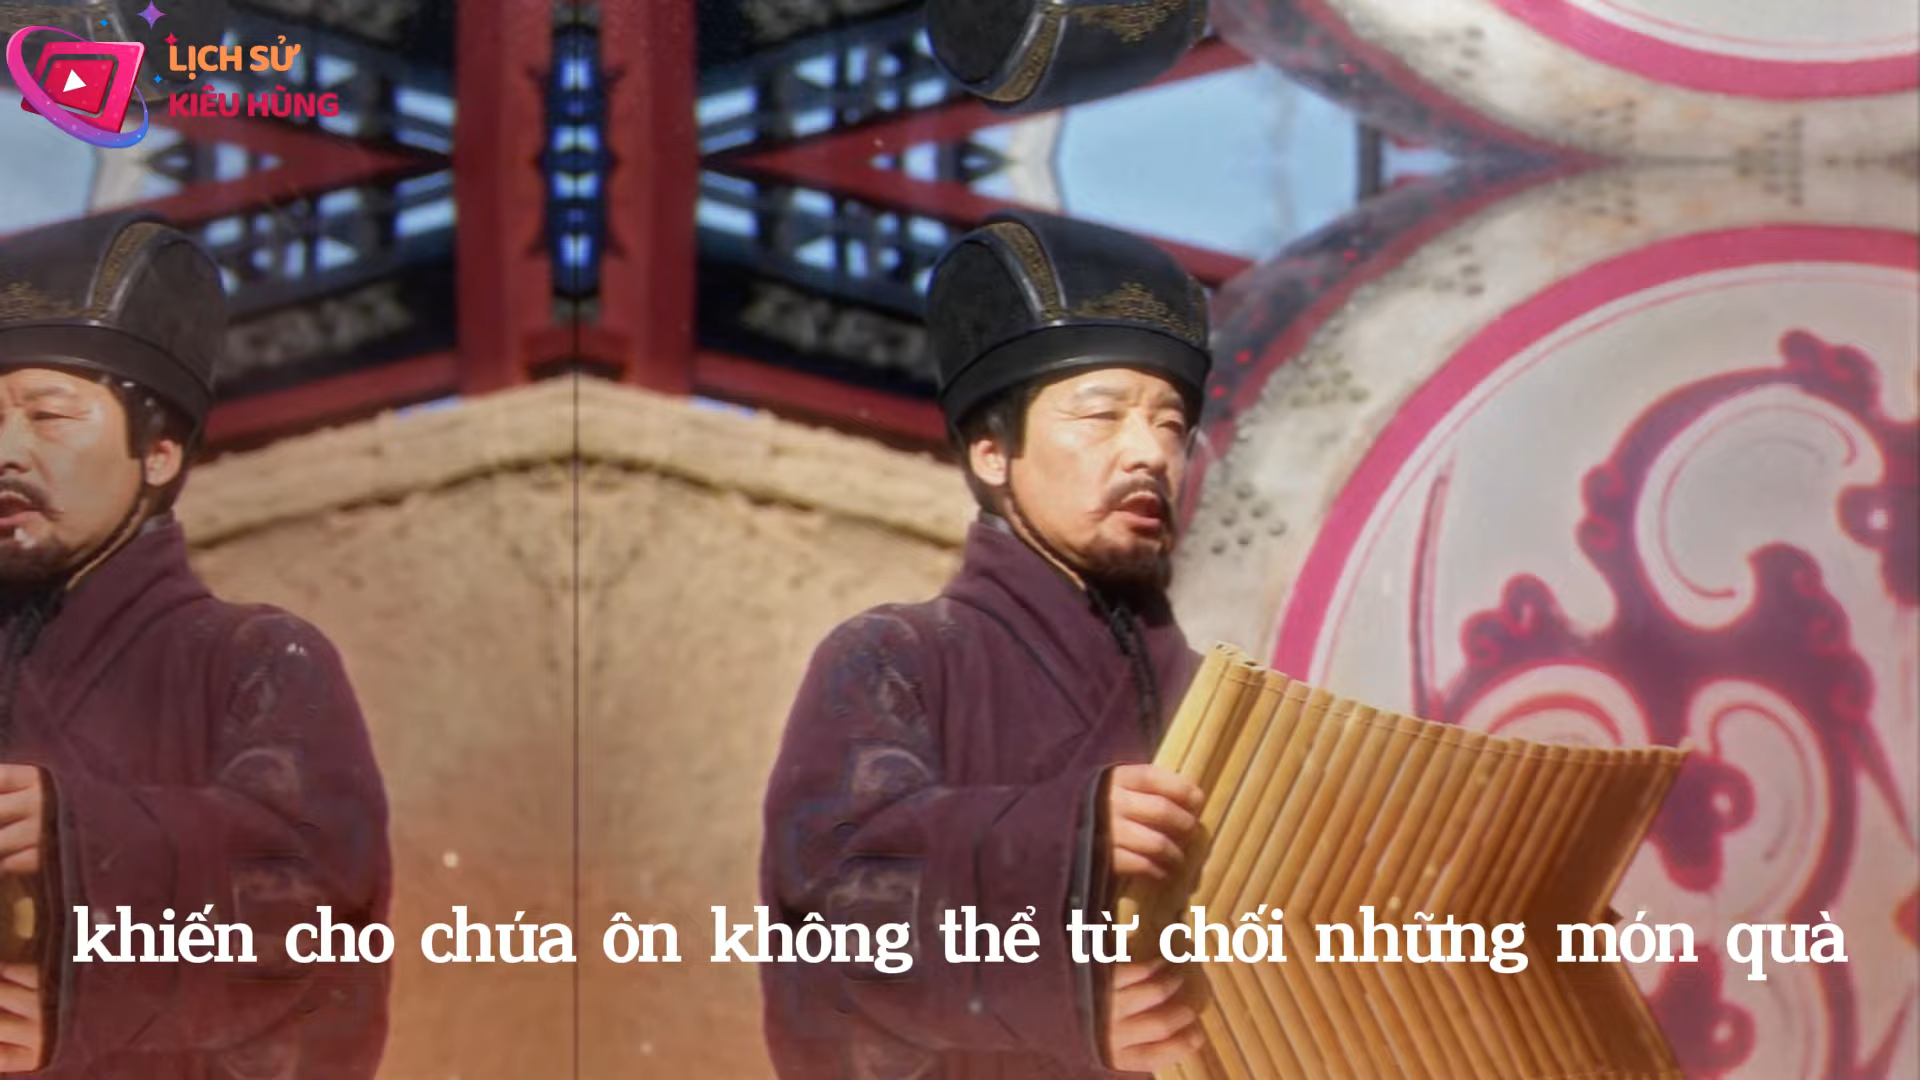 LỊCH SỬ
KIÊU HÙNG
khiến cho chúa ôn không thể từ chối những món quà